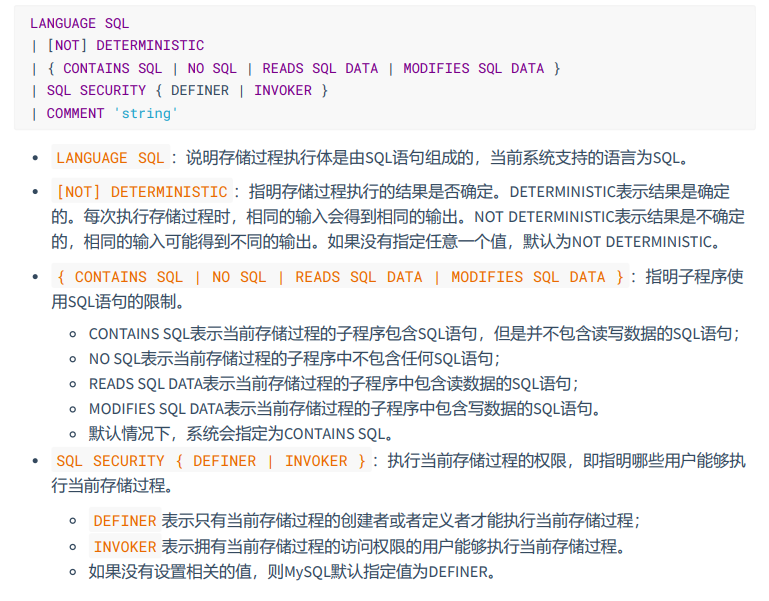 LANGUAGE SQL
| [NOT] DETERMINISTIC
| { CONTAINS SQL | NO SQL | READS SQL DATA | MODIFIES SQL DATA }
| SQL SECURITY { DEFINER | INVOKER }
| COMMENT 'string'
• LANGUAGE SQL ：说明存储过程执行体是由SQL语句组成的，当前系统支持的语言为SQL。
• [NOT] DETERMINISTIC ：指明存储过程执行的结果是否确定。DETERMINISTIC表示结果是确定
的。每次执行存储过程时，相同的输入会得到相同的输出。NOT DETERMINISTIC表示结果是不确定
的，相同的输入可能得到不同的输出。如果没有指定任意一个值，默认为NOT DETERMINISTIC。
• { CONTAINS SQL | NO SQL | READS SQL DATA | MODIFIES SQL DATA } ：指明子程序使
用SQL语句的限制。
◦ CONTAINS SQL表示当前存储过程的子程序包含SQL语句，但是并不包含读写数据的SQL语句；
◦ NO SQL表示当前存储过程的子程序中不包含任何SQL语句；
◦ READS SQL DATA表示当前存储过程的子程序中包含读数据的SQL语句；
◦ MODIFIES SQL DATA表示当前存储过程的子程序中包含写数据的SQL语句。
◦ 默认情况下，系统会指定为CONTAINS SQL。
• SQL SECURITY { DEFINER | INVOKER } ：执行当前存储过程的权限，即指明哪些用户能够执
行当前存储过程。
◦ DEFINER 表示只有当前存储过程的创建者或者定义者才能执行当前存储过程；
◦ INVOKER 表示拥有当前存储过程的访问权限的用户能够执行当前存储过程。
◦ 如果没有设置相关的值，则MySQL默认指定值为DEFINER。